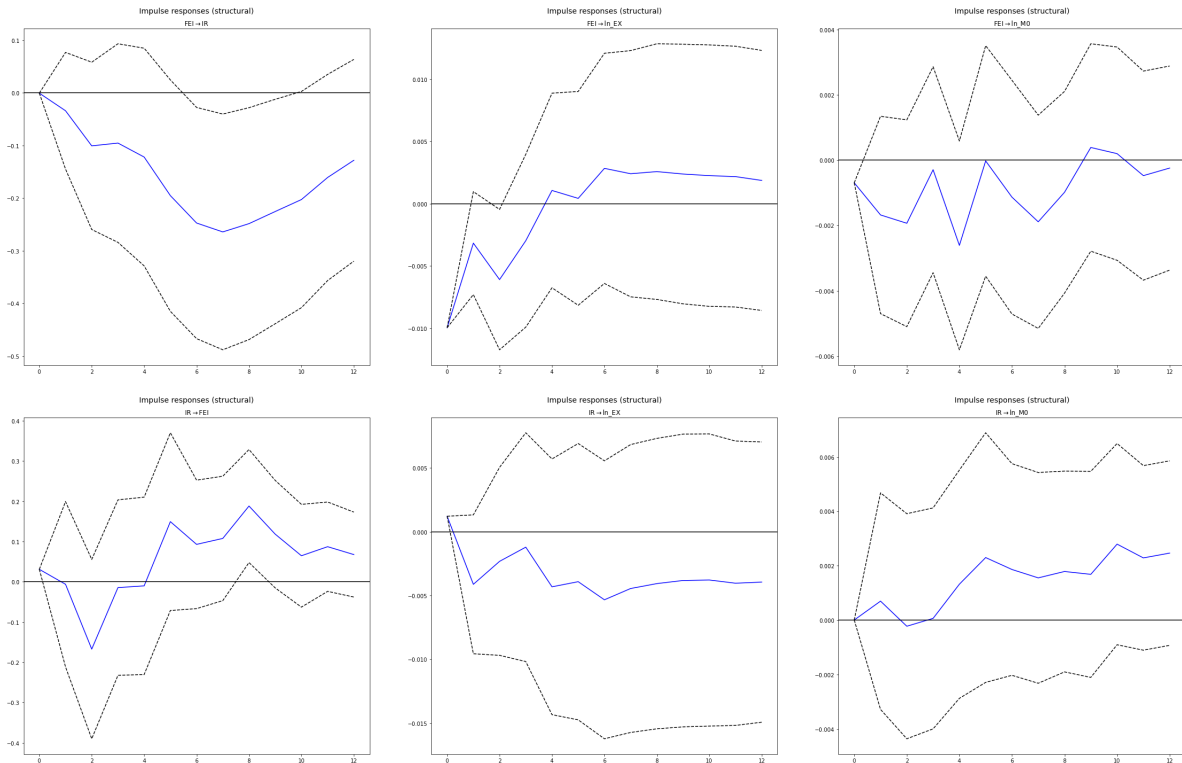 Impulse responses (structural)
FEI → IR
0.1
0.0
−0.1
−0.2
−0.3
−0.4
−0.5
0 2 4 6 8 10 12
Impulse responses (structural)
FEI → ln_EX
0.010
0.005
0.000
−0.005
−0.010
0 2 4 6 8 10 12
Impulse responses (structural)
FEI → ln_M0
0.004
0.002
0.000
−0.002
−0.004
−0.006
0 2 4 6 8 10 12
Impulse responses (structural)
IR → FEI
0.4
0.3
0.2
0.1
0.0
−0.1
−0.2
−0.3
−0.4
0 2 4 6 8 10 12
Impulse responses (structural)
IR → ln_EX
0.005
0.000
−0.005
−0.010
−0.015
0 2 4 6 8 10 12
Impulse responses (structural)
IR → ln_M0
0.006
0.004
0.002
0.000
−0.002
−0.004
0 2 4 6 8 10 12